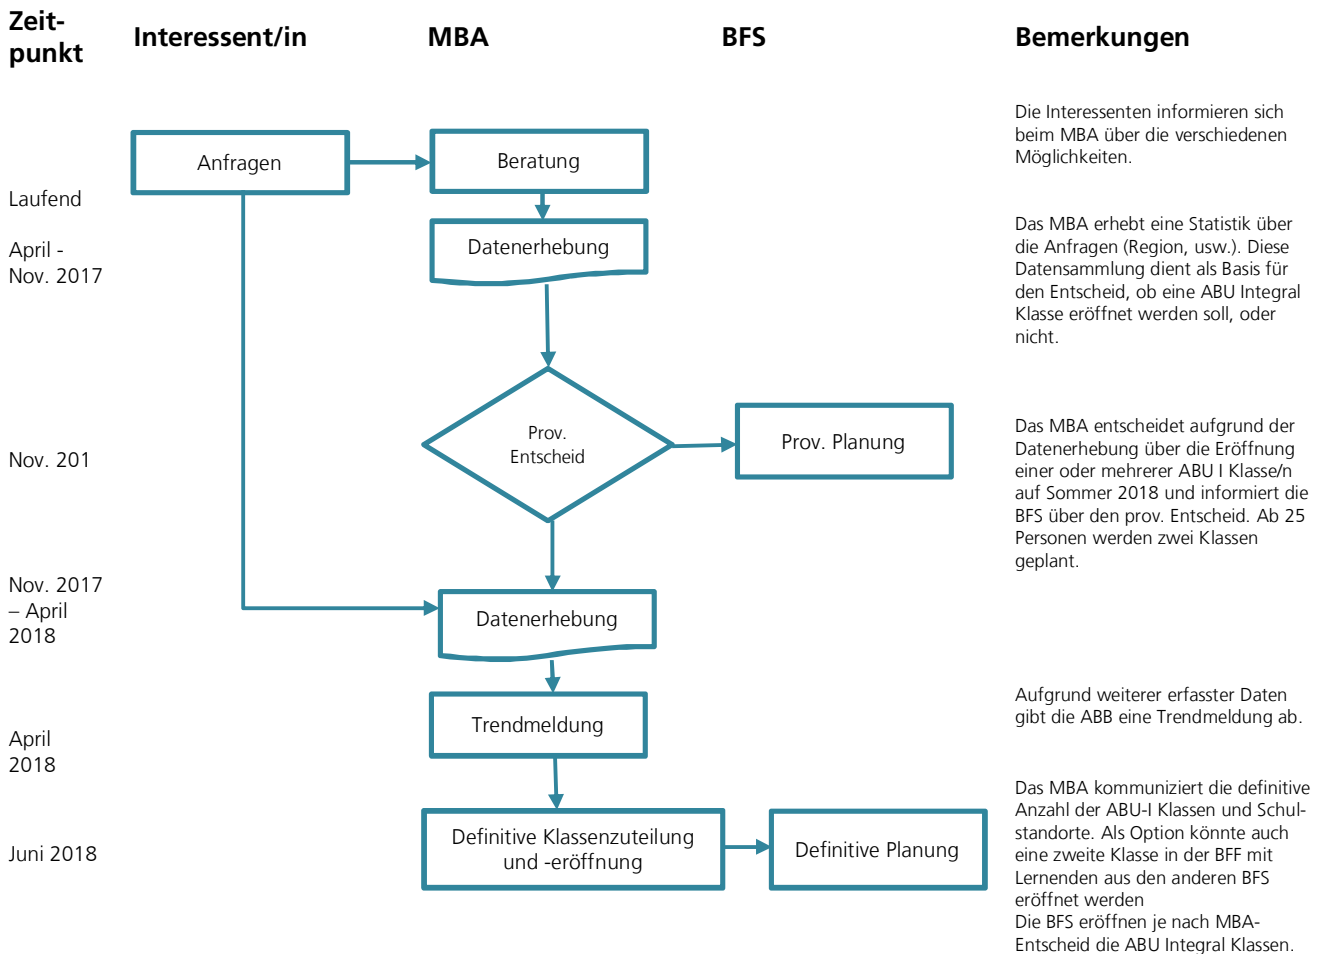 Zeit-
punkt
Interessent/in
MBA
BFS
Bemerkungen
Die Interessenten informieren sich
beim MBA über die verschiedenen
Möglichkeiten.
Anfragen
Beratung
Laufend
April -
Nov. 2017
Datenerhebung
Das MBA erhebt eine Statistik über
die Anfragen (Region, usw.). Diese
Datensammlung dient als Basis für
den Entscheid, ob eine ABU Integral
Klasse eröffnet werden soll, oder
nicht.
Nov. 201
Prov.
Entscheid
Prov. Planung
Das MBA entscheidet aufgrund der
Datenerhebung über die Eröffnung
einer oder mehrerer ABU I Klasse/n
auf Sommer 2018 und informiert die
BFS über den prov. Entscheid. Ab 25
Personen werden zwei Klassen
geplant.
Nov. 2017
– April
2018
Datenerhebung
April
2018
Trendmeldung
Aufgrund weiterer erfasster Daten
gibt die ABB eine Trendmeldung ab.
Juni 2018
Definitive Klassenzuteilung
und -eröffnung
Definitive Planung
Das MBA kommuniziert die definitive
Anzahl der ABU-I Klassen und Schul-
standorte. Als Option könnte auch
eine zweite Klasse in der BFF mit
Lernenden aus den anderen BFS
eröffnet werden
Die BFS eröffnen je nach MBA-
Entscheid die ABU Integral Klassen.